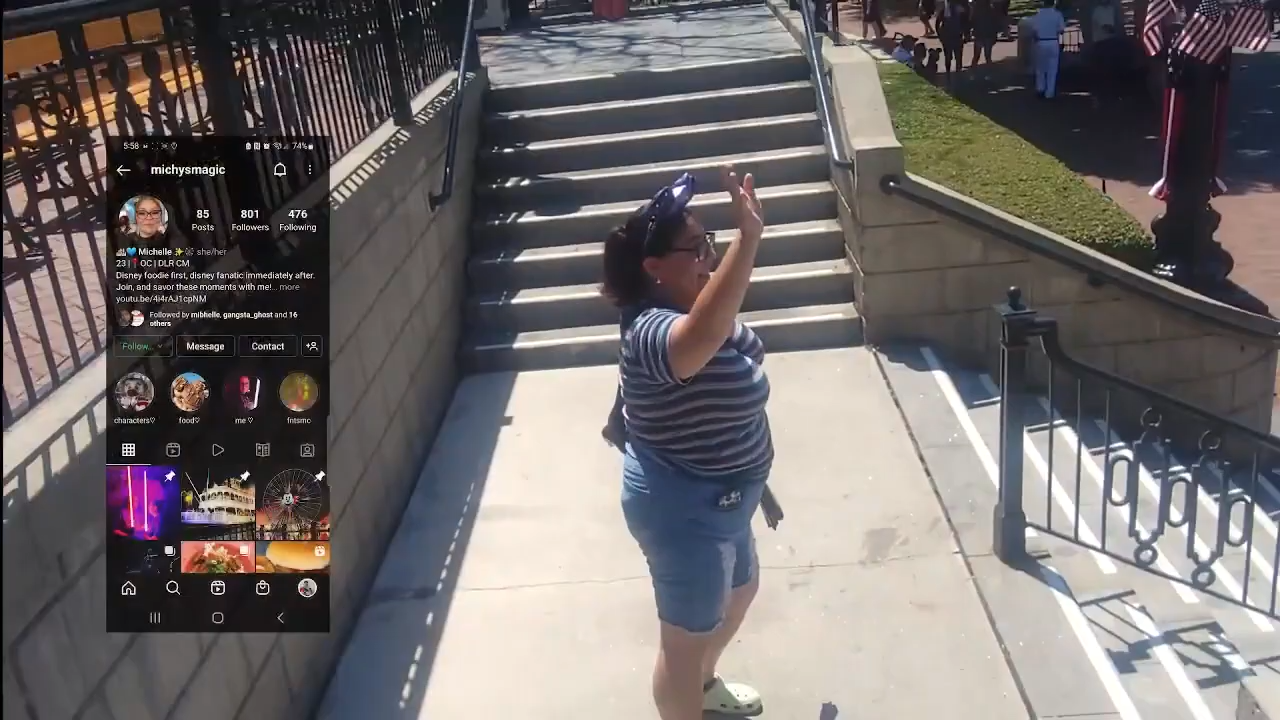 5:58
74%
michysmagic
85 801 476
Posts Followers Following
Michelle she/her
23 | OC | DLR CM
Disney foodie first, disney fanatic immediately after.
Join, and savor these moments with me!... more
youtu.be/4i4rAJ1cpNM
Followed by mibhelle, gangsta_ghost and 16
others
Follow... Message Contact
characters♡ food♡ me ♡ fntsmc